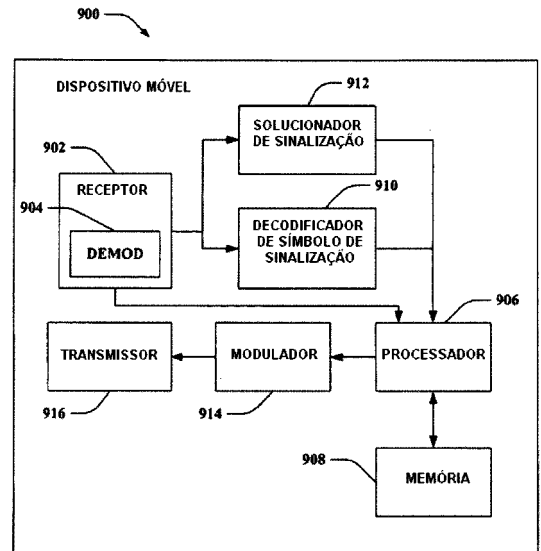 900
DISPOSITIVO MÓVEL
912
SOLUCIONADOR
DE SINALIZAÇÃO
902
RECEPTOR
904
DEMOD
910
DECODIFICADOR
DE SÍMBOLO DE
SINALIZAÇÃO
906
TRANSMISSOR
MODULADOR
PROCESSADOR
916
914
908
MEMÓRIA